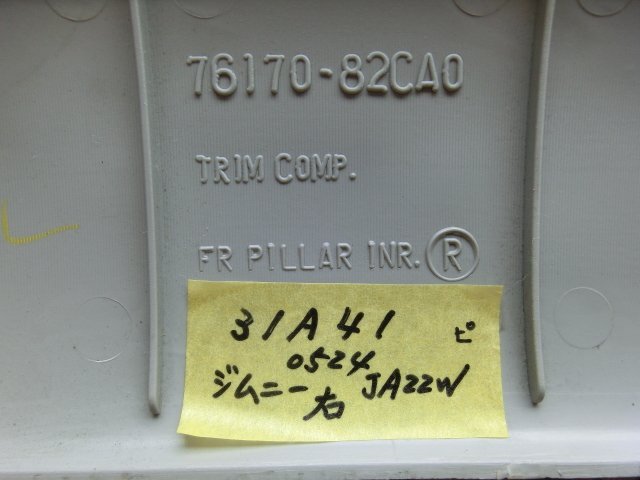 76170-82CA0
TRIM COMP.
FR PILLAR INR. Ⓡ
31A41 ピ
0524
ジムニー 右 JA22W